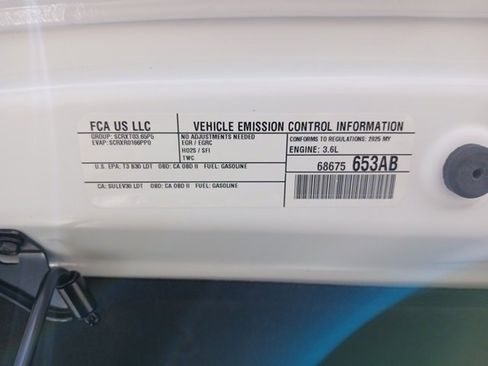 FCA US LLC
VEHICLE EMISSION CONTROL INFORMATION
GROUP: SCRXT03.65P5
EVAP: SCRXR0166PP0
NO ADJUSTMENTS NEEDED
EGR / EGRC
HO2S / SFI
TWC
CONFORMS TO REGULATIONS: 2025 MY
ENGINE: 3.6L
U.S. EPA: T3 B30 LDT OBD: CA OBD II FUEL: GASOLINE
68675 653AB
CA: SULEV30 LDT OBD: CA OBD II FUEL: GASOLINE